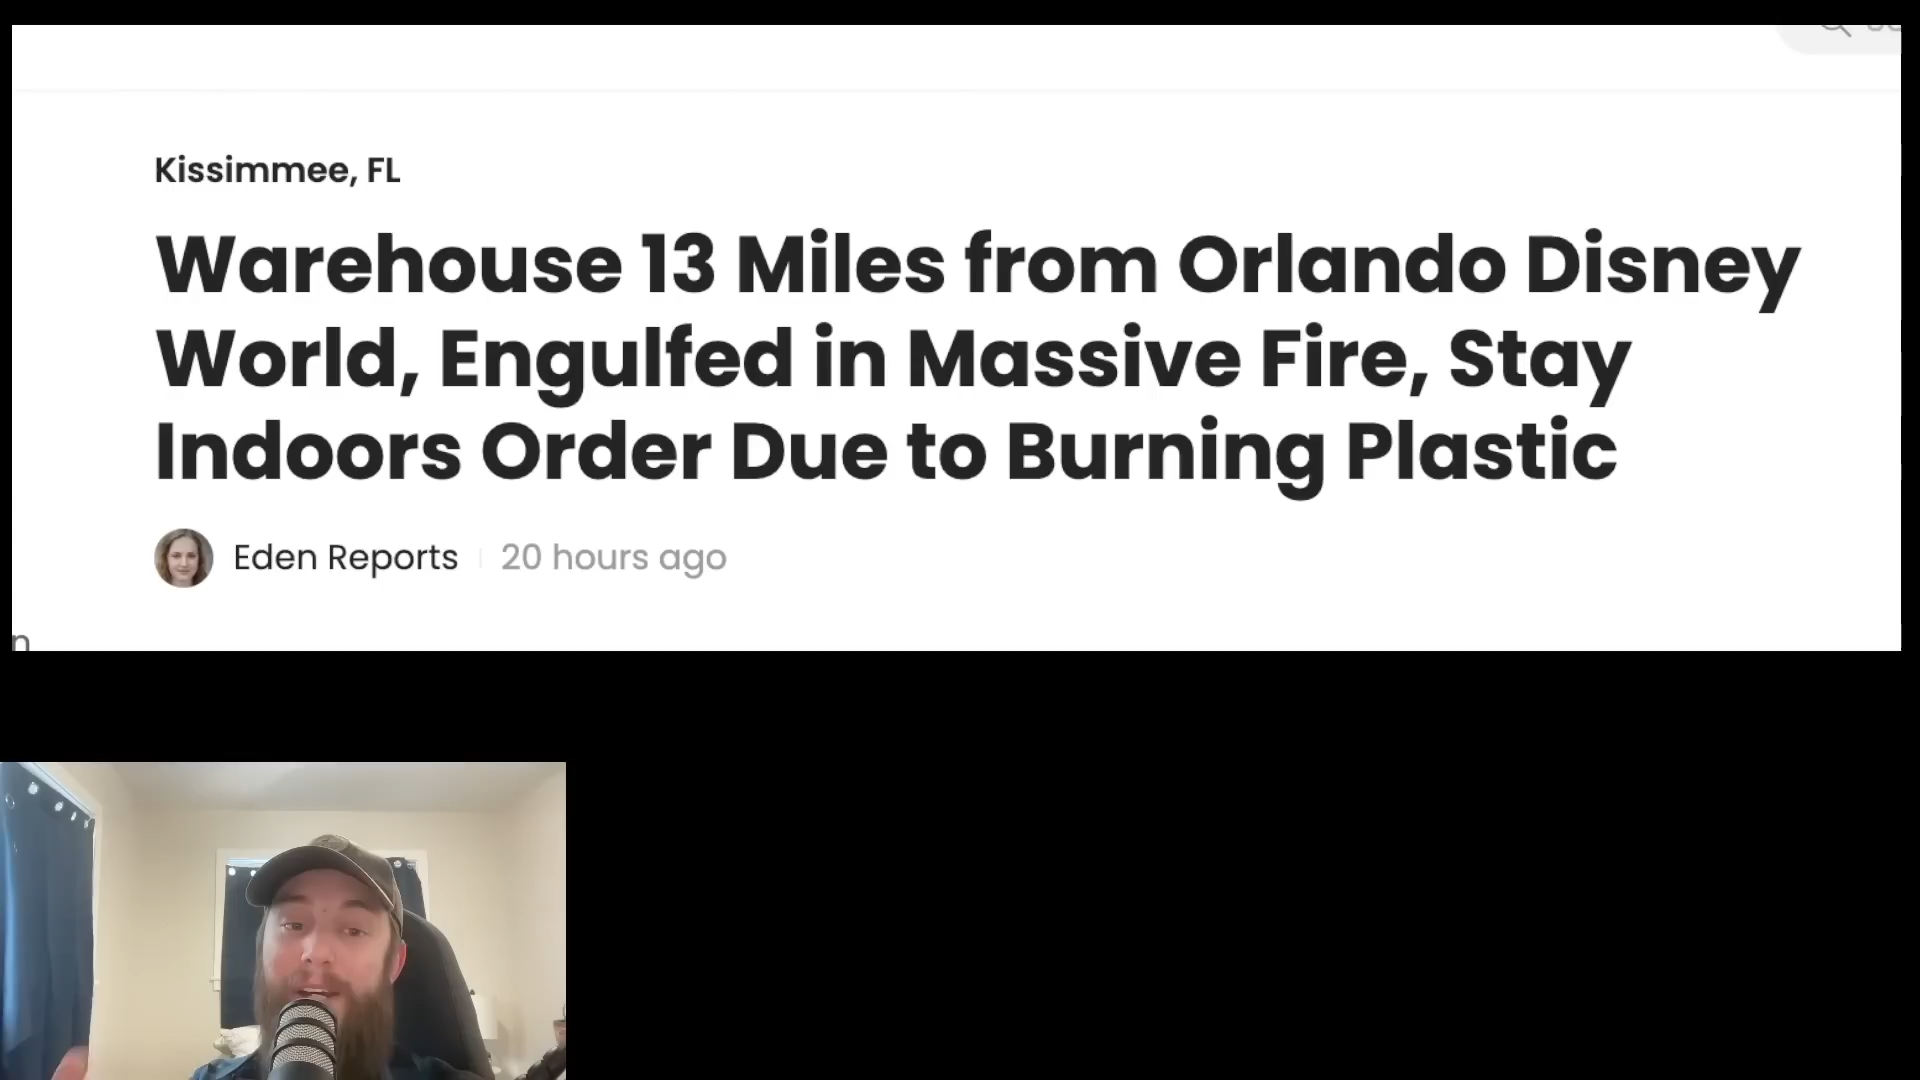 Kissimmee, FL
Warehouse 13 Miles from Orlando Disney
World, Engulfed in Massive Fire, Stay
Indoors Order Due to Burning Plastic
Eden Reports
20 hours ago
n